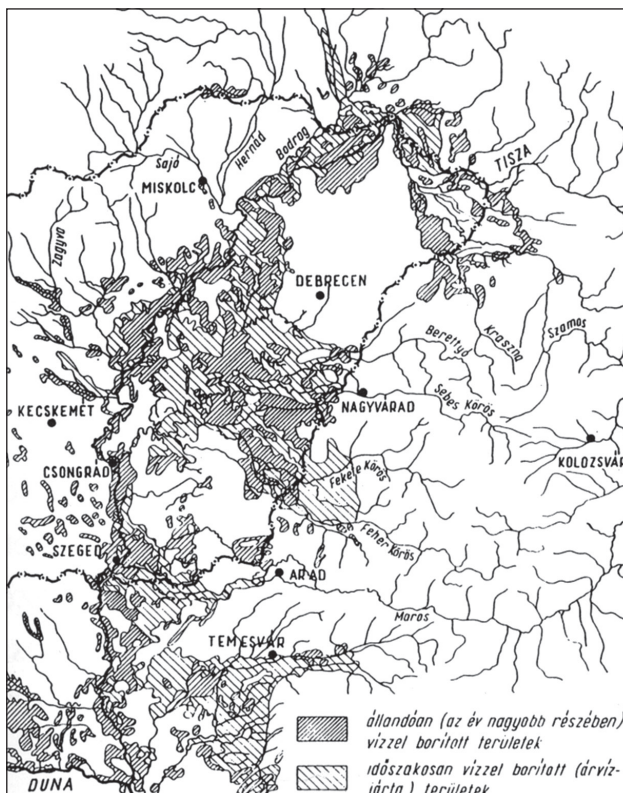 TISZA
Bodrog
Hernád
Sajó
MISKOLC
Zagyva
DEBRECEN
Szamos
Kraszna
Berettyó
NAGYVÁRAD
Sebes Körös
KECSKEMÉT
KOLOZSVÁR
CSONGRÁD
Fekete Körös
Fehér-Körös
SZEGED
ARAD
Maros
TEMESVÁR
állandóan (az év nagyobb részében)
vízzel borított területek
időszakosan vízzel borított (árvíz-
járta) területek
DUNA